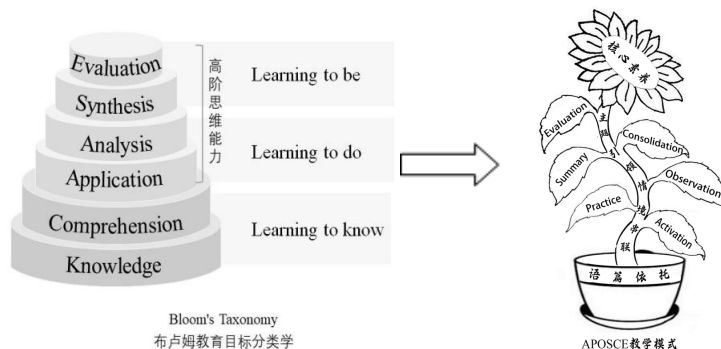 Evaluation
Synthesis
Analysis
Application
Comprehension
Knowledge
高阶思维能力
Learning to be
Learning to do
Learning to know
Bloom's Taxonomy
布卢姆教育目标分类学
核心素养
Evaluation
Consolidation
Summary
Observation
Practice
Activation
主题引领情境串联
语篇依托
APOSCE教学模式